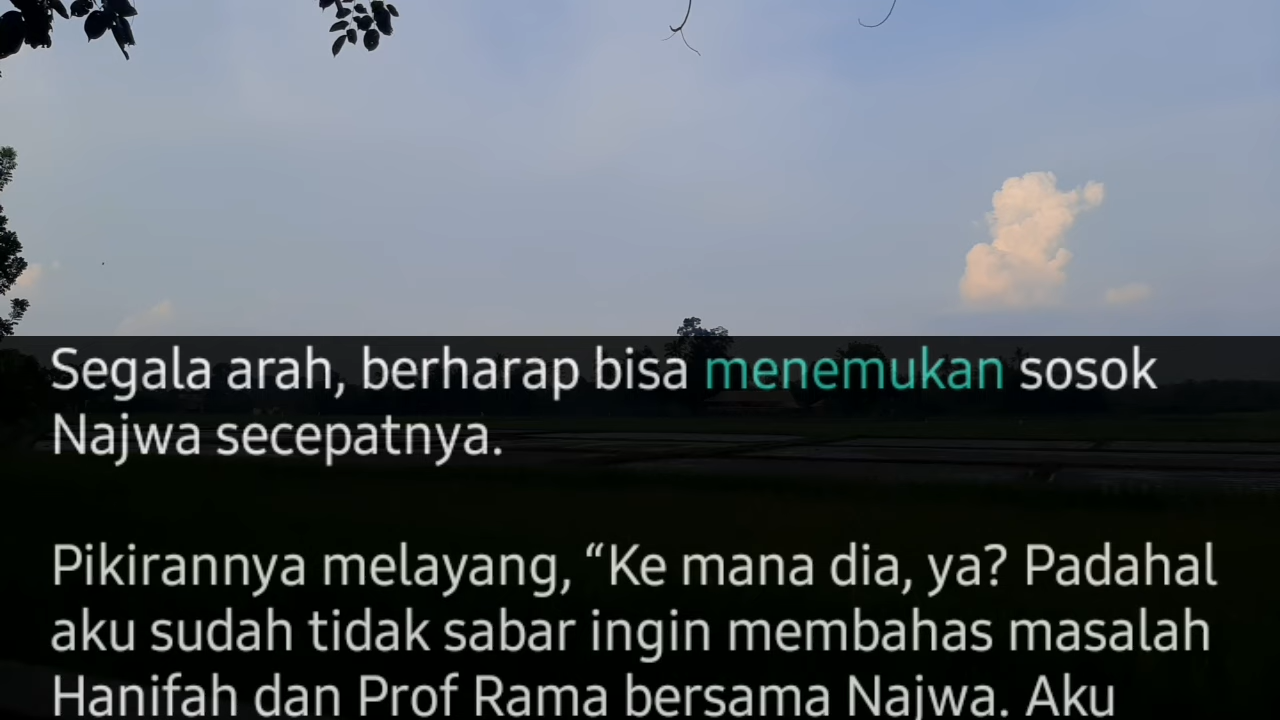 Segala arah, berharap bisa menemukan sosok
Najwa secepatnya.
Pikirannya melayang, “Ke mana dia, ya? Padahal
aku sudah tidak sabar ingin membahas masalah
Hanifah dan Prof Rama bersama Najwa. Aku